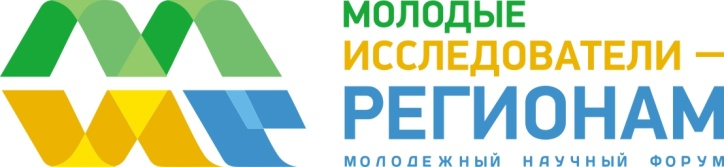 МОЛОДЫЕ
ИССЛЕДОВАТЕЛИ –
РЕГИОНАМ
МОЛОДЕЖНЫЙ НАУЧНЫЙ ФОРУМ